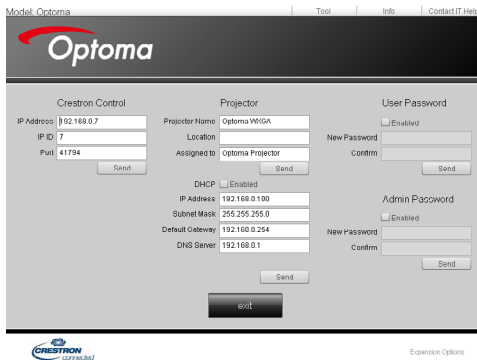 Model: Optoma
Tool
Info
Contact IT Help
Optoma
Crestron Control
IP Address 192.168.0.7
IP ID 7
Port 41794
Send
Projector
Projector Name Optoma WXGA
Location
Assigned to Optoma Projector
Send
DHCP Enabled
IP Address 192.168.0.100
Subnet Mask 255.255.255.0
Default Gateway 192.168.0.254
DNS Server 192.168.0.1
Send
User Password
Enabled
New Password
Confirm
Send
Admin Password
Enabled
New Password
Confirm
Send
exit
CRESTRON
connected
Expansion Options